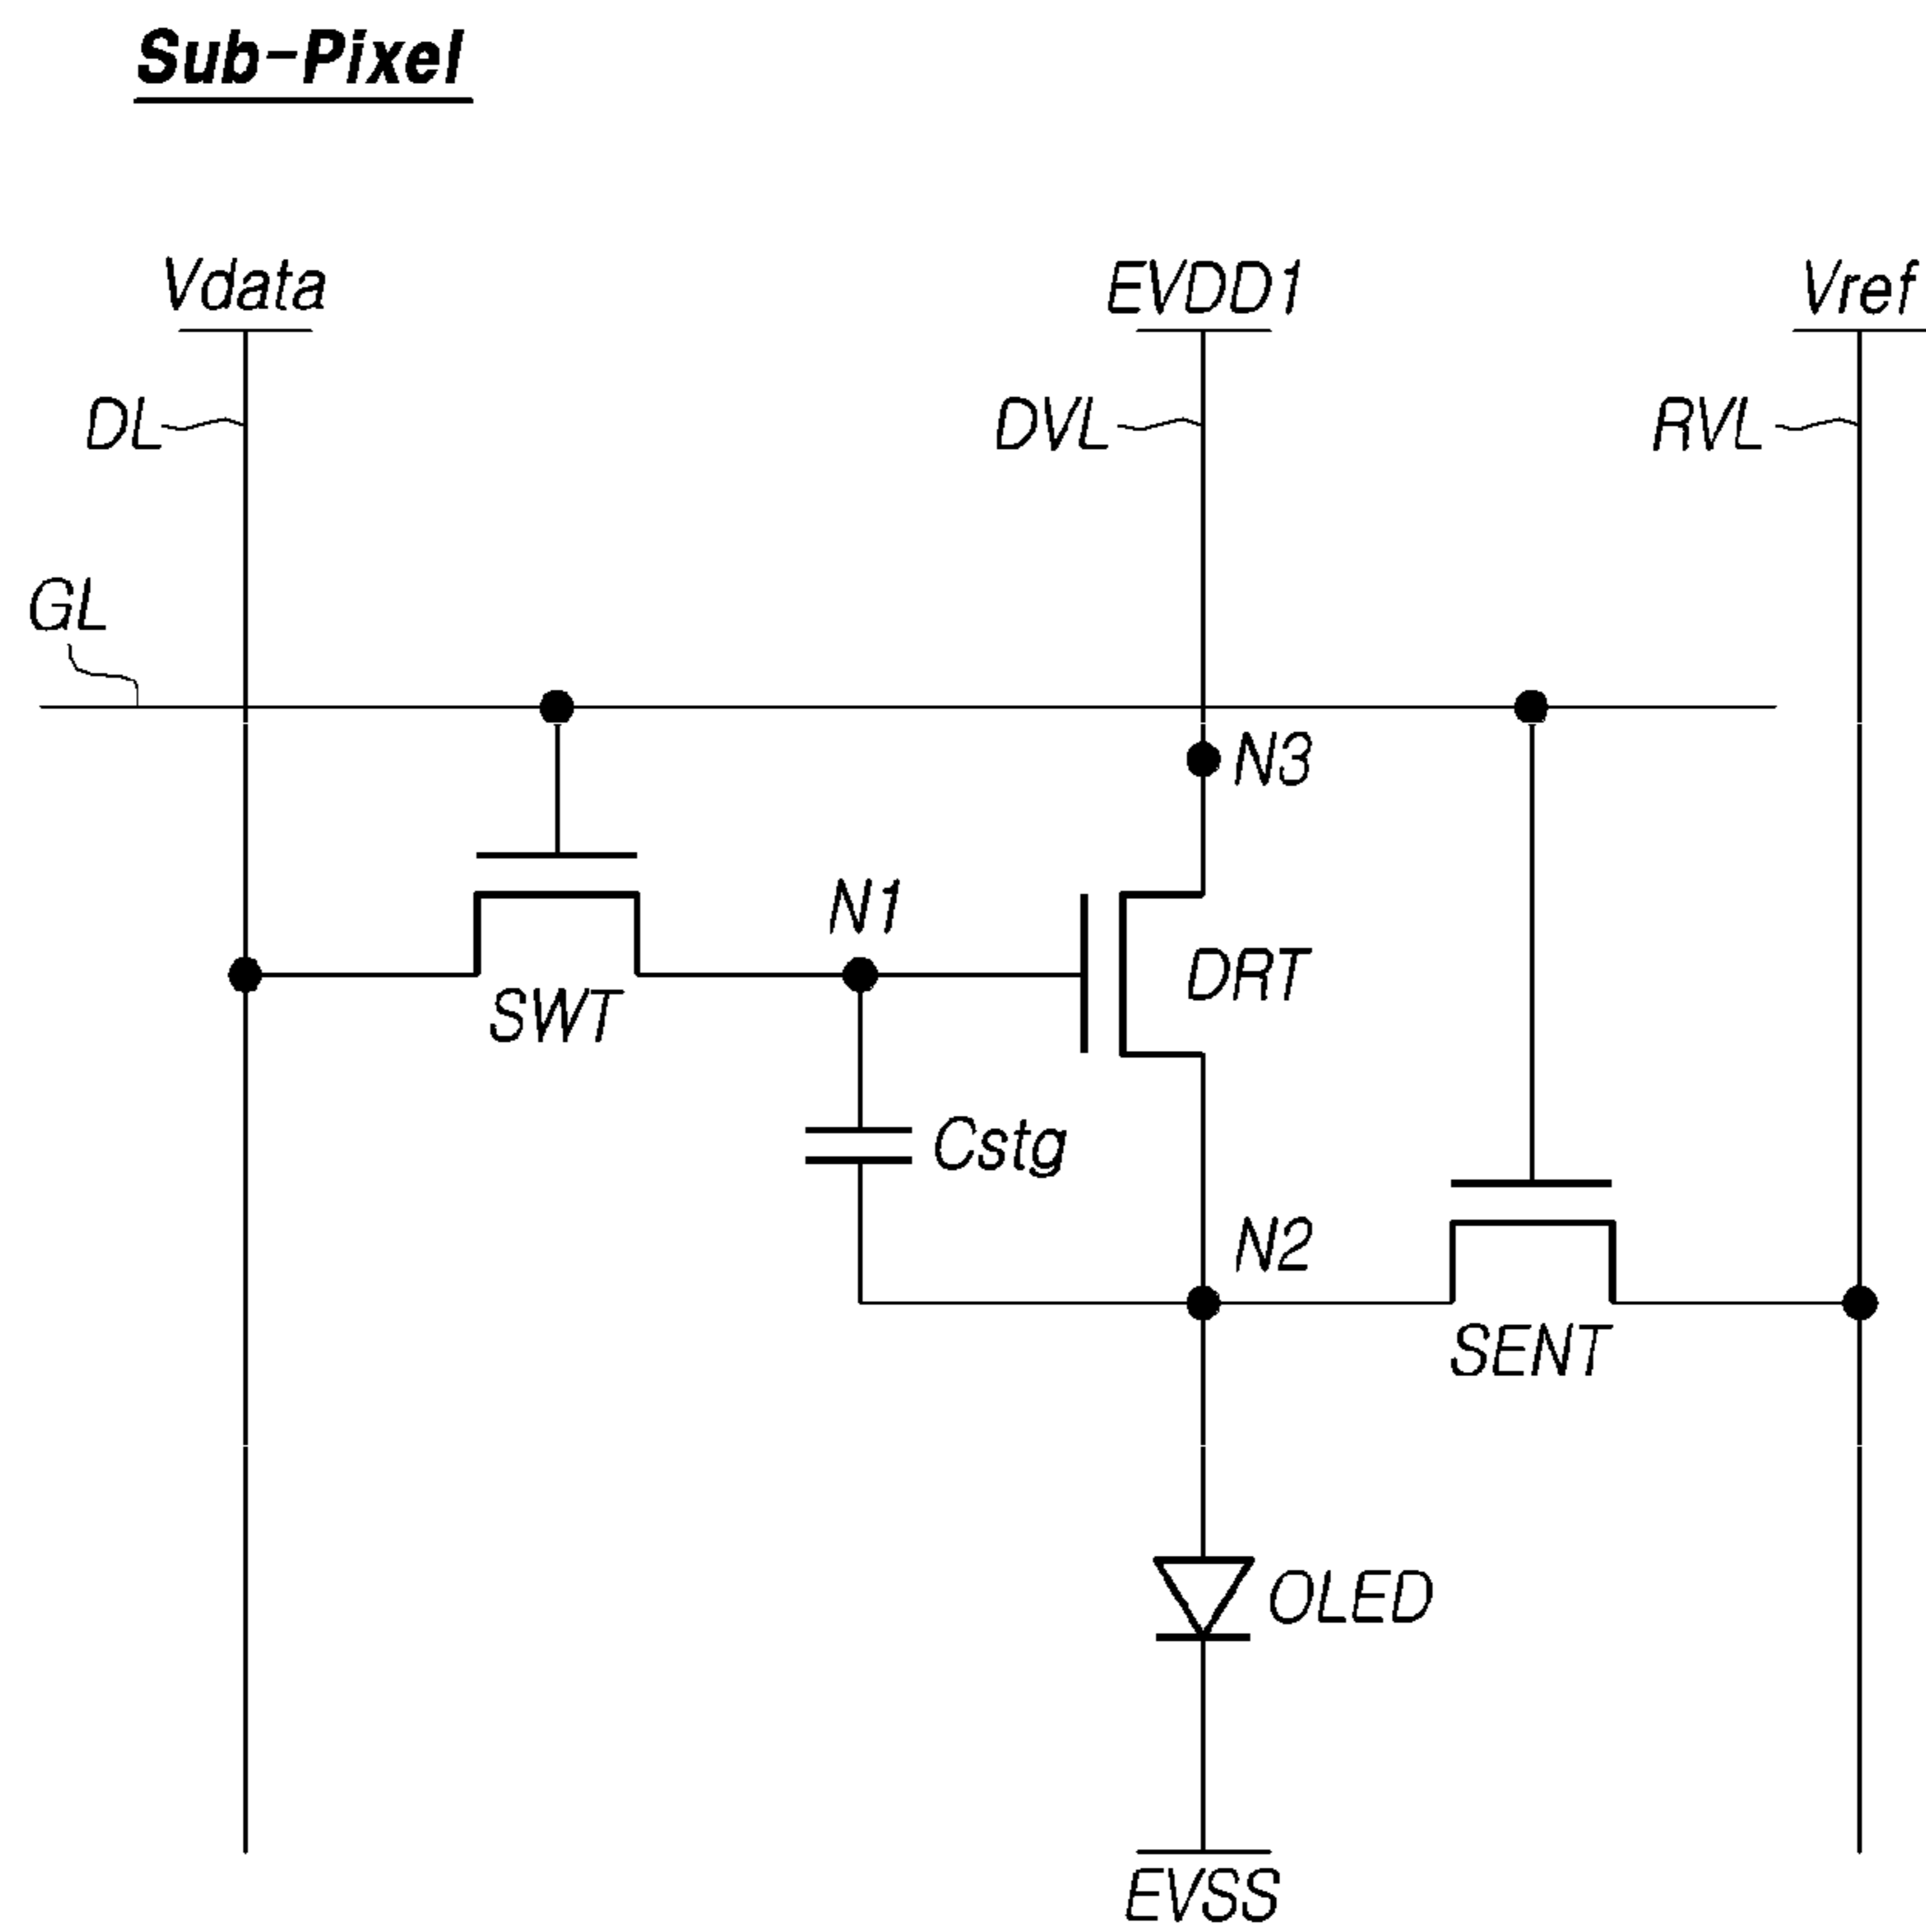 Sub-Pixel
Vdata
EVDD1
Vref
DL
DVL
RVL
GL
N3
N1
DRT
SWT
Cstg
N2
SENT
OLED
EVSS